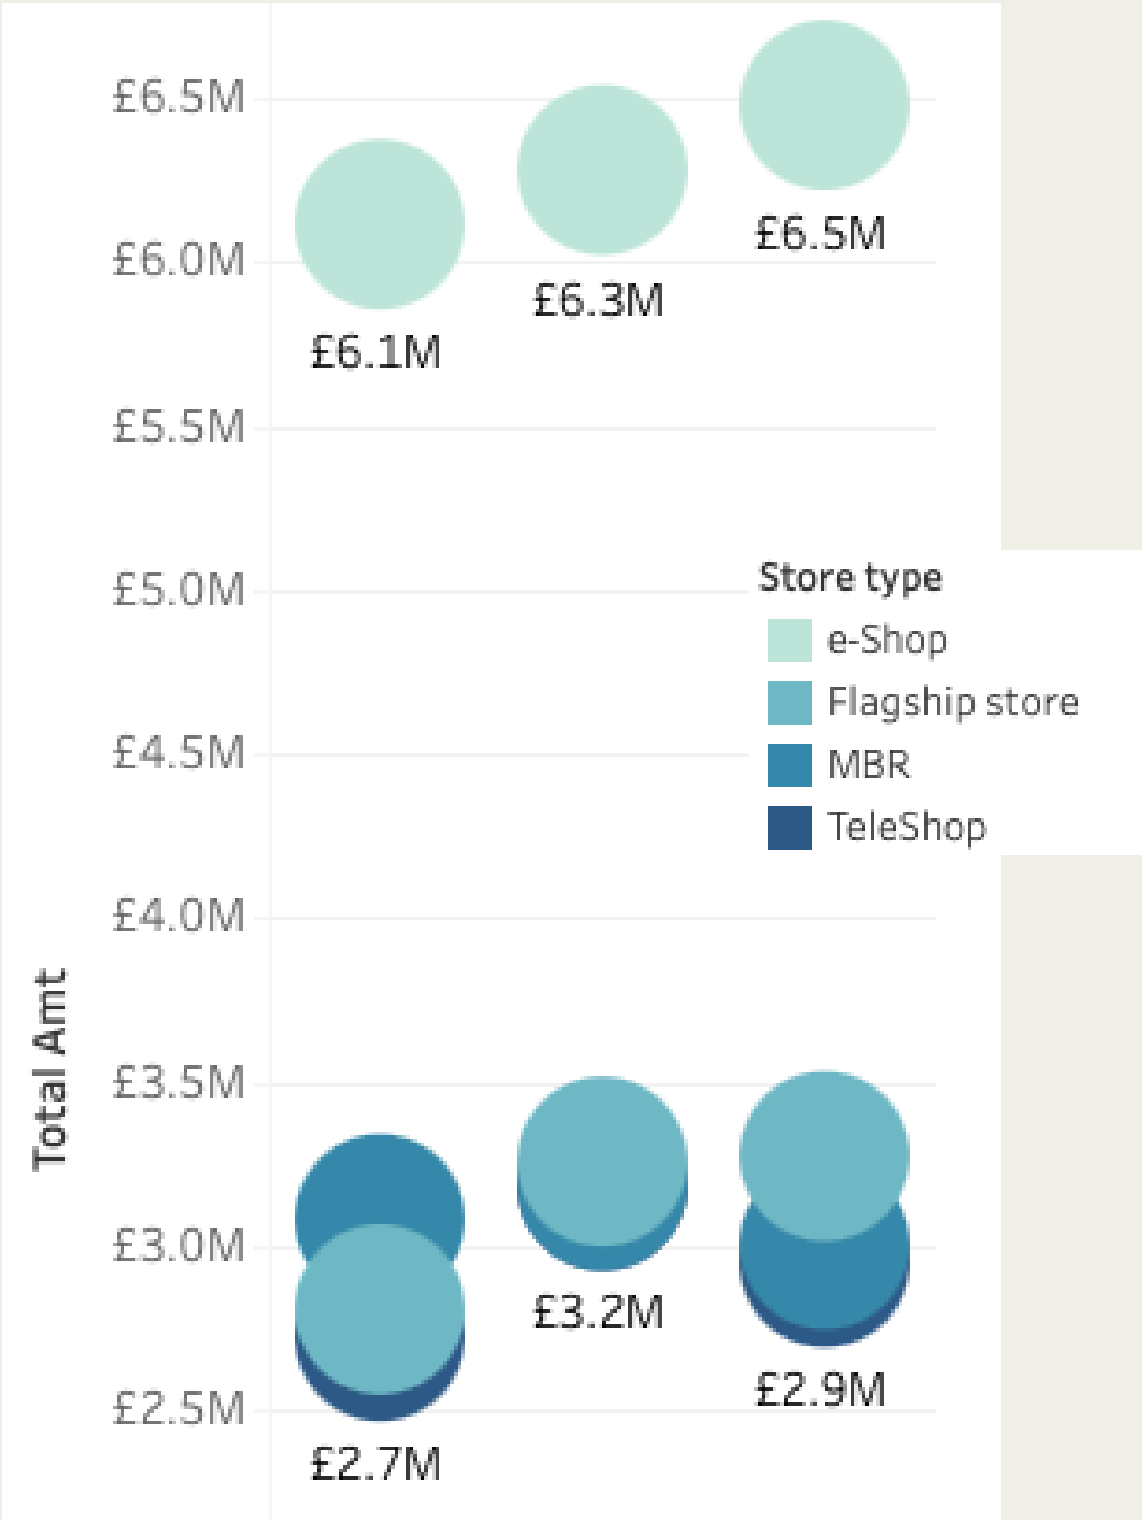 £6.5M
£6.5M
£6.0M
£6.3M
£6.1M
£5.5M
£5.0M
Store type
e-Shop
Flagship store
£4.5M
MBR
TeleShop
£4.0M
Total Amt
£3.5M
£3.0M
£3.2M
£2.9M
£2.5M
£2.7M